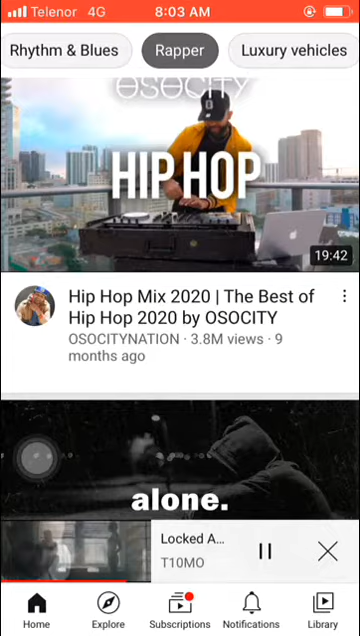 Telenor 4G 8:03 AM
Rhythm & Blues Rapper Luxury vehicles
OSOCITY
HIP HOP
19:42
Hip Hop Mix 2020 | The Best of
Hip Hop 2020 by OSOCITY
OSOCITYNATION · 3.8M views · 9
months ago
alone.
Locked A...
T10MO
Home Explore Subscriptions Notifications Library